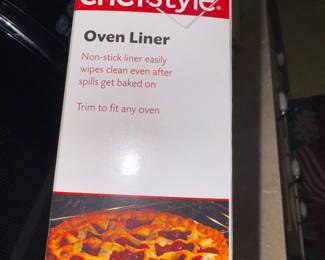 chefstyle®
Oven Liner
Non-stick liner easily
wipes clean even after
spills get baked on
Trim to fit any oven